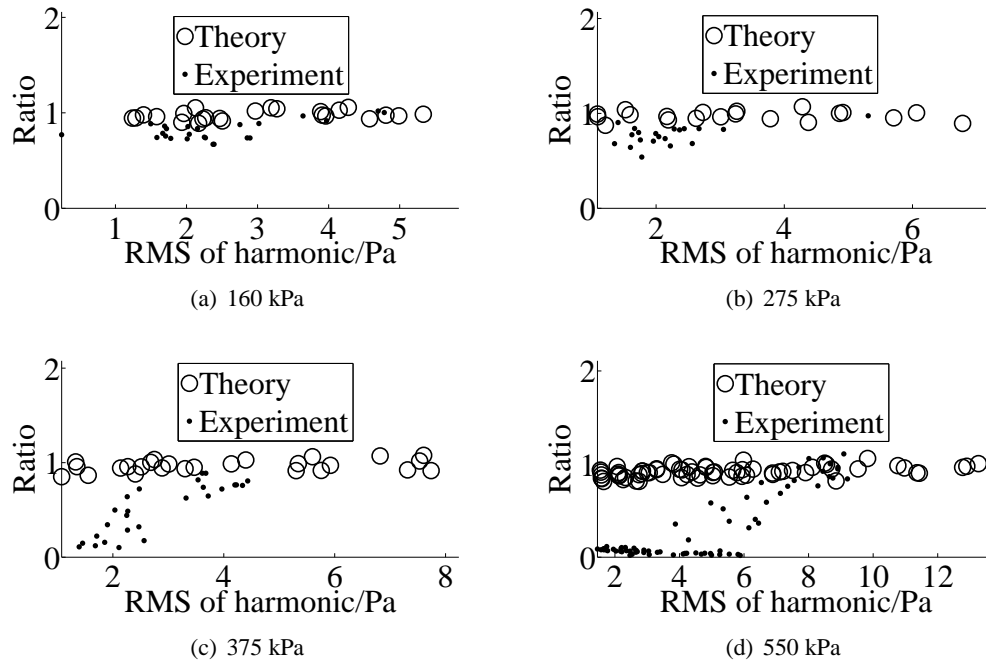 2
Theory
Experiment
Ratio
1
0
1 2 3 4 5
RMS of harmonic/Pa
(a) 160 kPa
2
Theory
Experiment
Ratio
1
0
2 4 6
RMS of harmonic/Pa
(b) 275 kPa
2
Theory
Experiment
Ratio
1
0
2 4 6 8
RMS of harmonic/Pa
(c) 375 kPa
2
Theory
Experiment
Ratio
1
0
2 4 6 8 10 12
RMS of harmonic/Pa
(d) 550 kPa